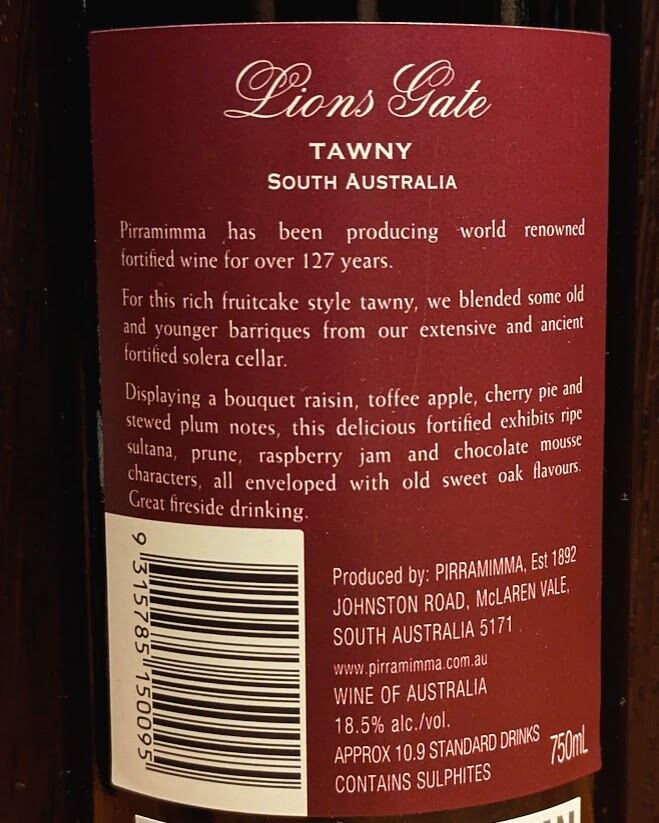 Lions Gate
TAWNY
SOUTH AUSTRALIA
Pirramimma has been producing world renowned
fortified wine for over 127 years.
For this rich fruitcake style tawny, we blended some old
and younger barriques from our extensive and ancient
fortified solera cellar.
Displaying a bouquet raisin, toffee apple, cherry pie and
stewed plum notes, this delicious fortified exhibits ripe
sultana, prune, raspberry jam and chocolate mousse
characters, all enveloped with old sweet oak flavours.
Great fireside drinking.
9 315785 150095
Produced by: PIRRAMIMMA, Est 1892
JOHNSTON ROAD, McLAREN VALE,
SOUTH AUSTRALIA 5171
www.pirramimma.com.au
WINE OF AUSTRALIA
18.5% alc./vol.
APPROX 10.9 STANDARD DRINKS 750mL
CONTAINS SULPHITES